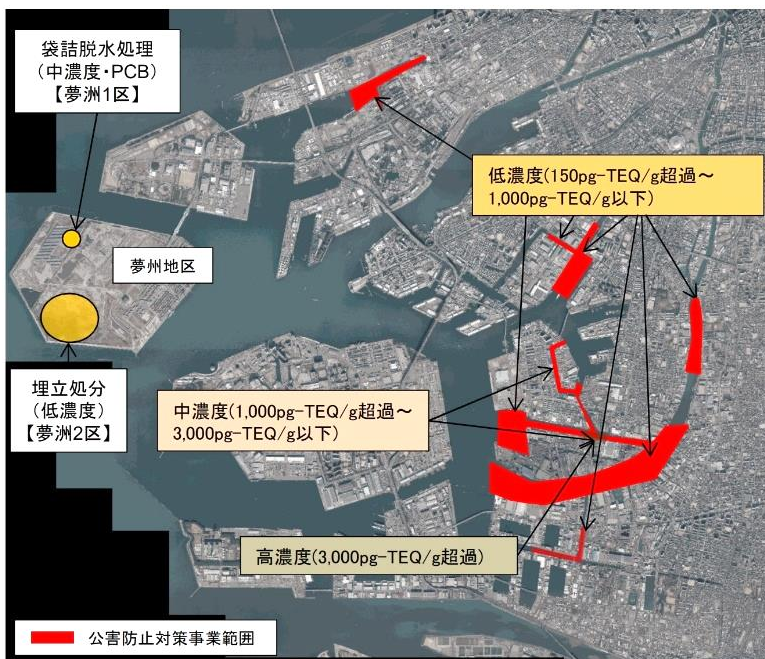 袋詰脱水処理
(中濃度・PCB)
【夢洲1区】
低濃度(150pg-TEQ/g超過～
1,000pg-TEQ/g以下)
夢州地区
埋立処分
(低濃度)
【夢洲2区】
中濃度(1,000pg-TEQ/g超過～
3,000pg-TEQ/g以下)
高濃度(3,000pg-TEQ/g超過)
公害防止対策事業範囲